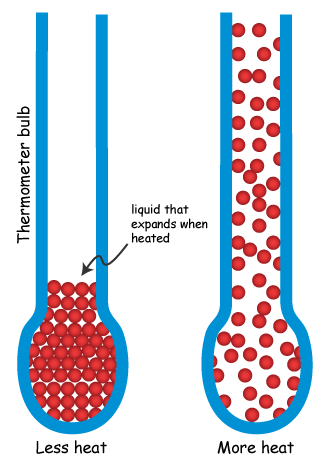 Thermometer bulb
liquid that
expands when
heated
Less heat
More heat